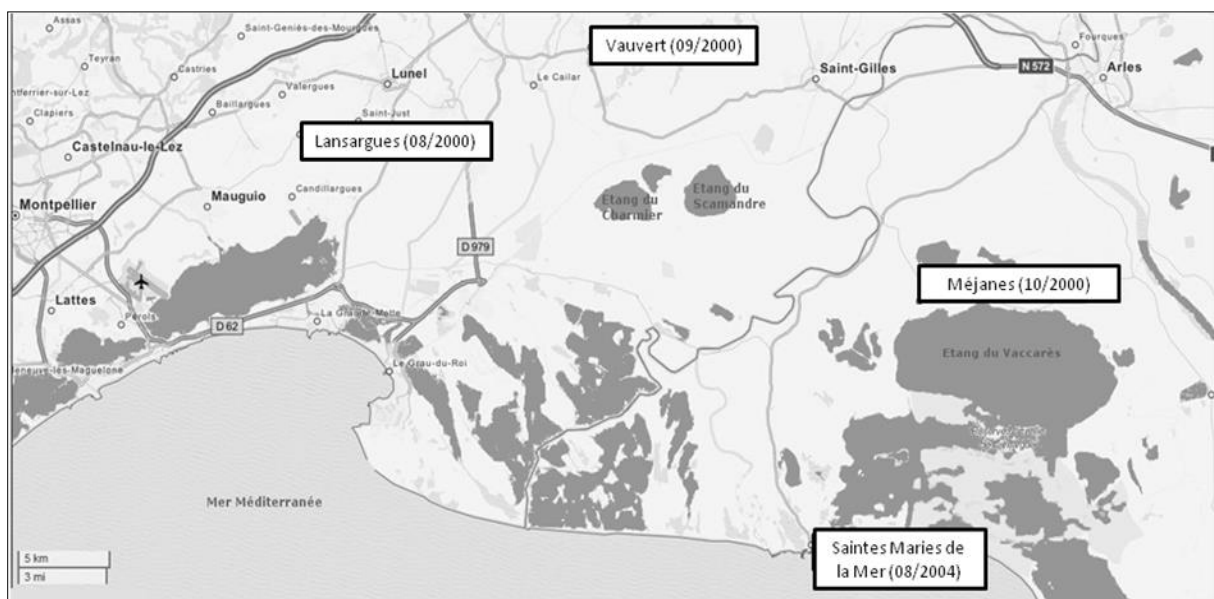 Assas
Saint-Geniès-des-Mourgues
Vauvert (09/2000)
Fourques
Teyran
Castries
Lunel
Le Cailar
Saint-Gilles
N 572
Arles
Valergues
Baillargues
Clapiers
Saint-Just
Lansargues (08/2000)
Castelnau-le-Lez
Etang du
Charnier
Etang du
Scamandre
Mauguio
Candillargues
Montpellier
D 979
Méjanes (10/2000)
Lattes
Pérols
D 62
La Grande-Motte
Etang du Vaccarès
Le Grau-du-Roi
Mer Méditerranée
Saintes Maries de
la Mer (08/2004)
5 km
3 mi